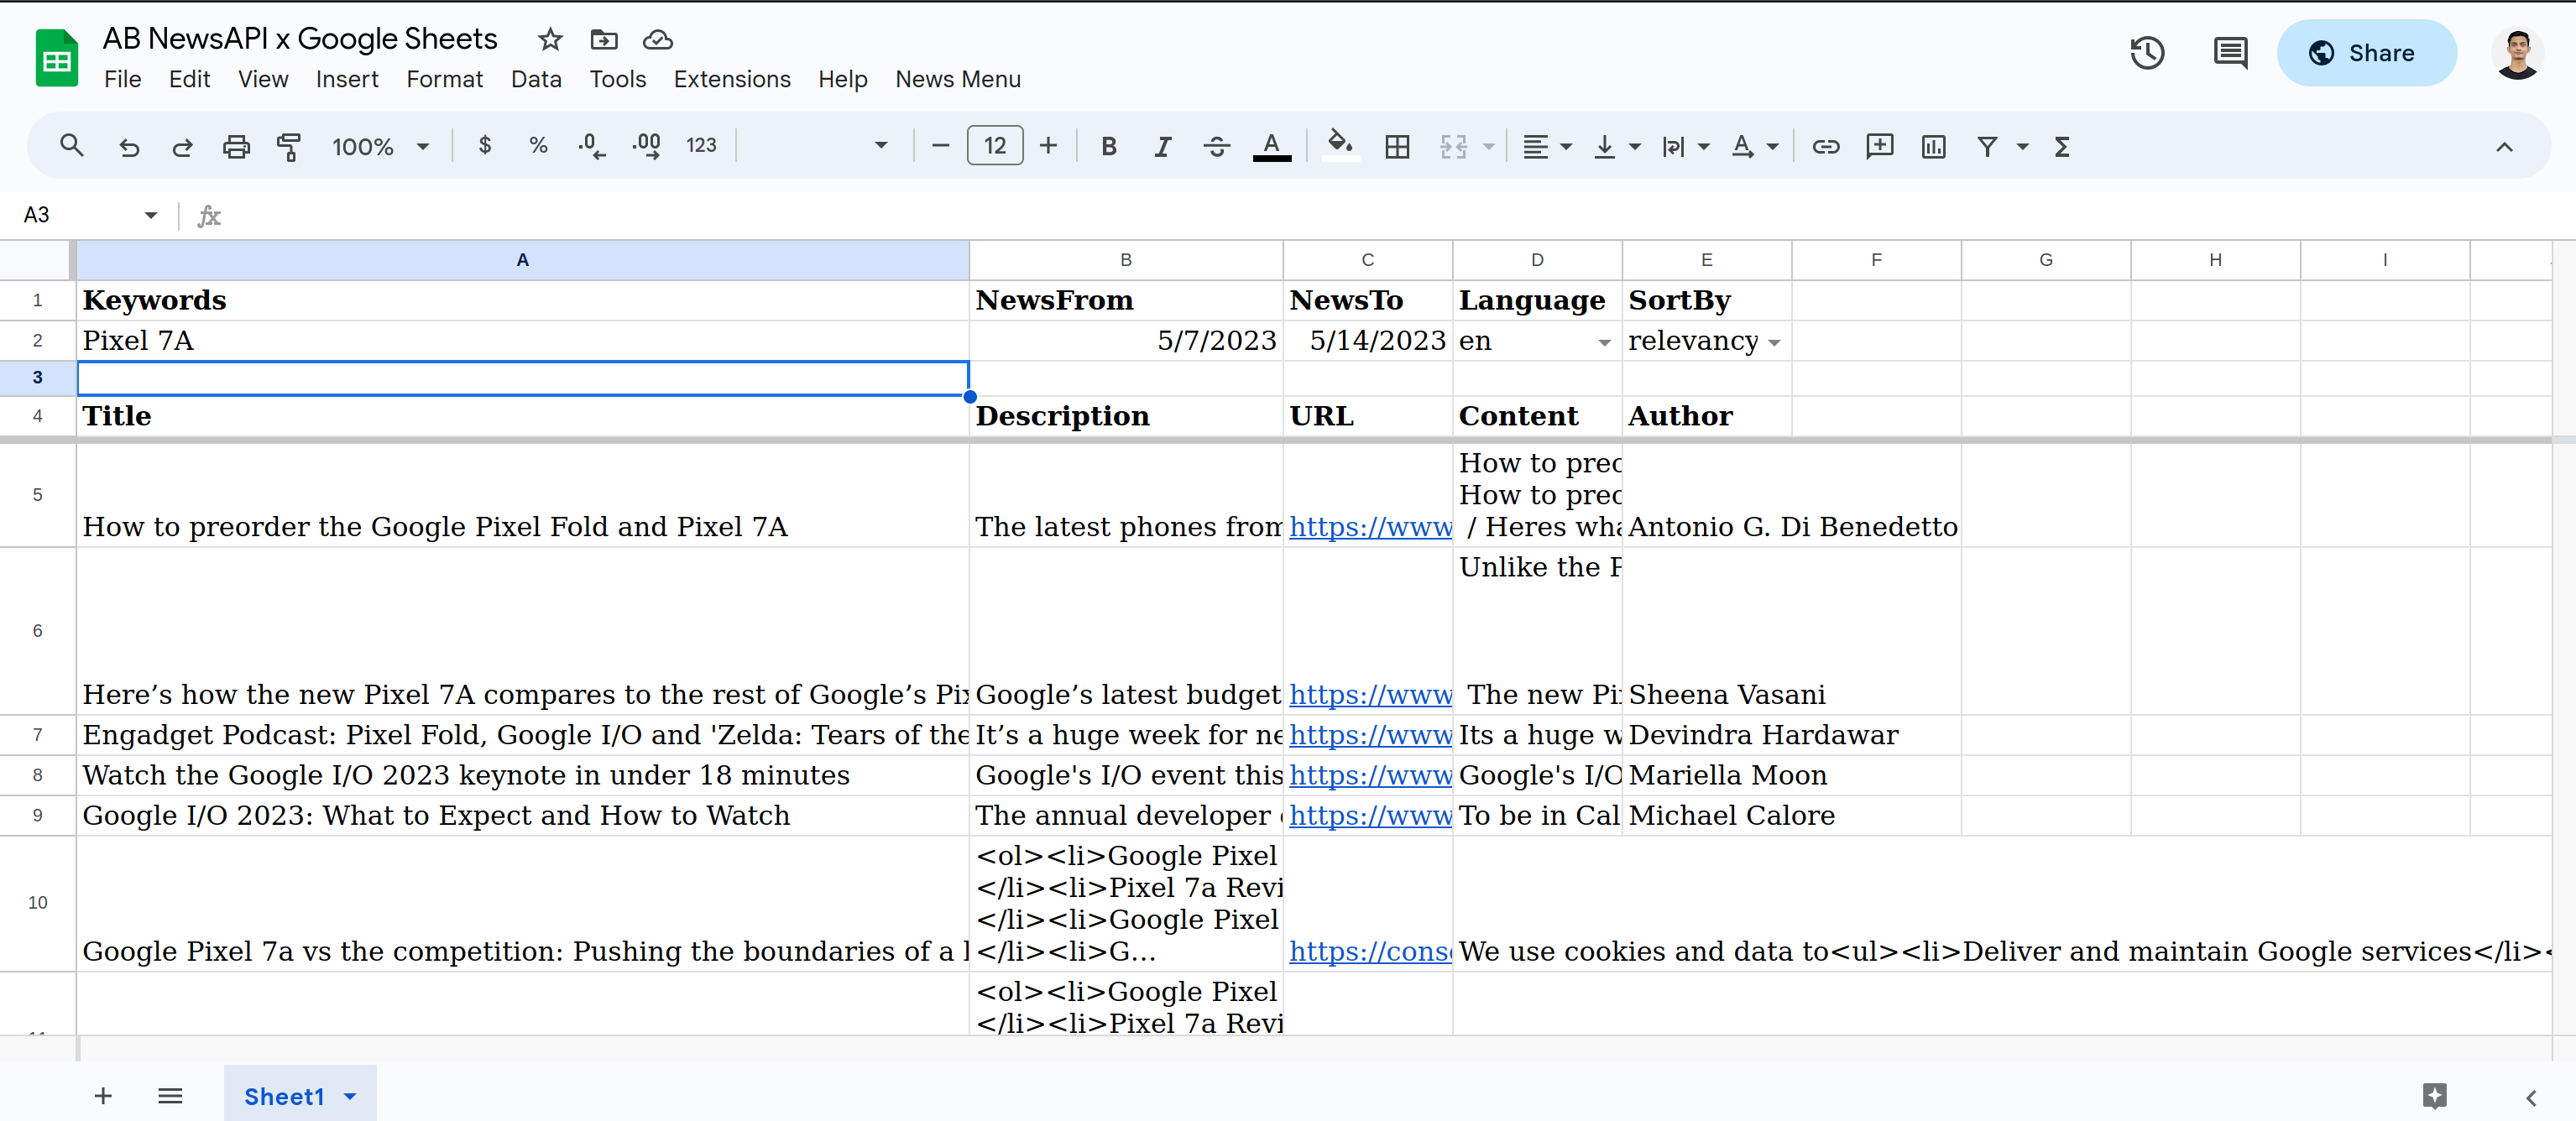 AB NewsAPI x Google Sheets
File Edit View Insert Format Data Tools Extensions Help News Menu
Share
100% $ % .0 .00 123 12 B I A
A3 fx
A B C D E F G H I
1 Keywords NewsFrom NewsTo Language SortBy
2 Pixel 7A 5/7/2023 5/14/2023 en relevancy
3
4 Title Description URL Content Author
How to preo
How to preo
5 How to preorder the Google Pixel Fold and Pixel 7A The latest phones from https://www / Heres wha Antonio G. Di Benedetto
Unlike the
6 Here’s how the new Pixel 7A compares to the rest of Google’s Pix Google’s latest budget https://www The new Pix Sheena Vasani
7 Engadget Podcast: Pixel Fold, Google I/O and 'Zelda: Tears of the It’s a huge week for ne https://www Its a huge w Devindra Hardawar
8 Watch the Google I/O 2023 keynote in under 18 minutes Google's I/O event this https://www Google's I/O Mariella Moon
9 Google I/O 2023: What to Expect and How to Watch The annual developer https://www To be in Cal Michael Calore
<ol><li>Google Pixel
</li><li>Pixel 7a Revi
</li><li>Google Pixel
10 Google Pixel 7a vs the competition: Pushing the boundaries of a </li><li>G... https://cons We use cookies and data to<ul><li>Deliver and maintain Google services</li><
<ol><li>Google Pixel
</li><li>Pixel 7a Revi
Sheet1